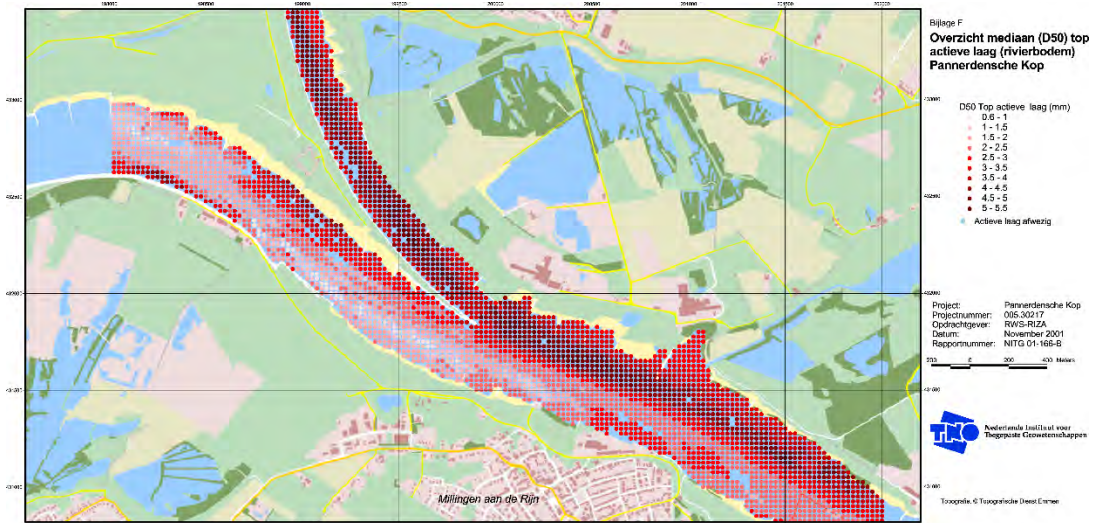 Bijlage F
Overzicht mediaan (D50) top
actieve laag (rivierbodem)
Pannerdensche Kop
D50 Top actieve laag (mm)
0.6 - 1
1 - 1.5
1.5 - 2
2 - 2.5
2.5 - 3
3 - 3.5
3.5 - 4
4 - 4.5
4.5 - 5
5 - 5.5
Actieve laag afwezig
Project: Pannerdensche Kop
Projectnummer: 005.30217
Opdrachtgever: RWS-RIZA
Datum: November 2001
Rapportnummer: NITG 01-166-B
200 0 200 400 Meters
TNO
Nederlands Instituut voor
Toegepaste Geowetenschappen
Topografie: © Topografische Dienst Emmen
Millingen aan de Rijn